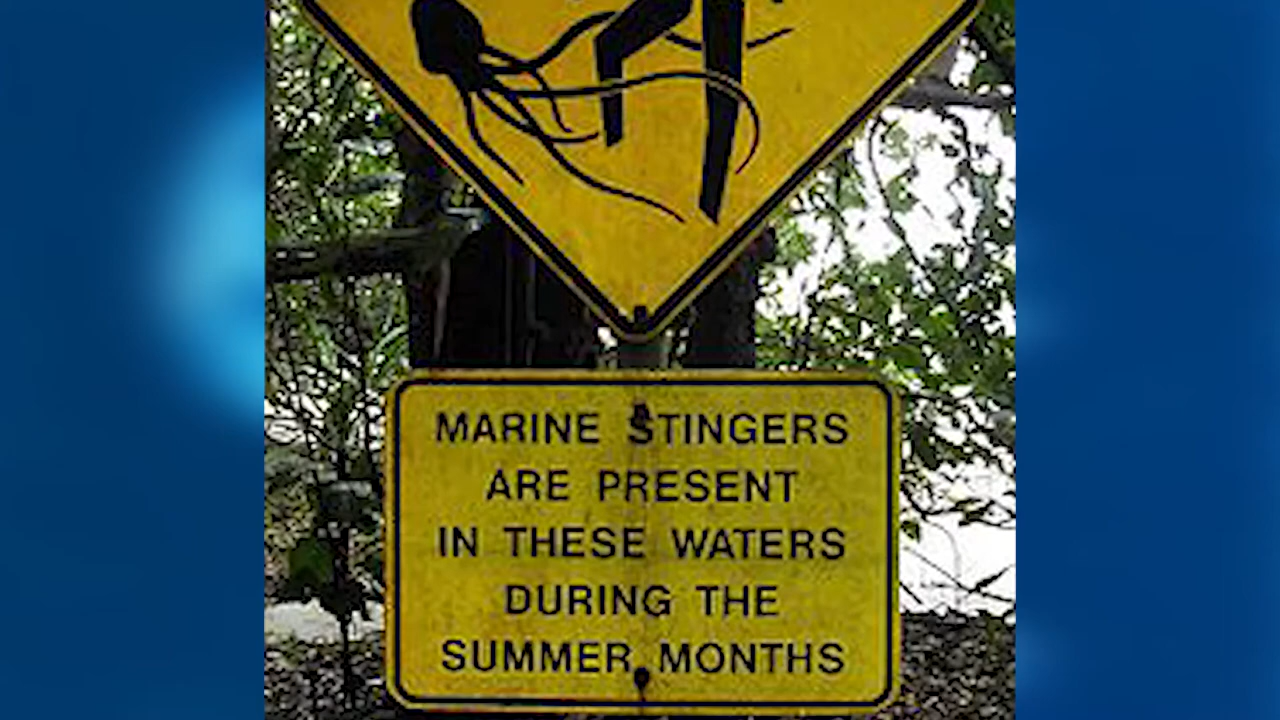 MARINE STINGERS
ARE PRESENT
IN THESE WATERS
DURING THE
SUMMER MONTHS